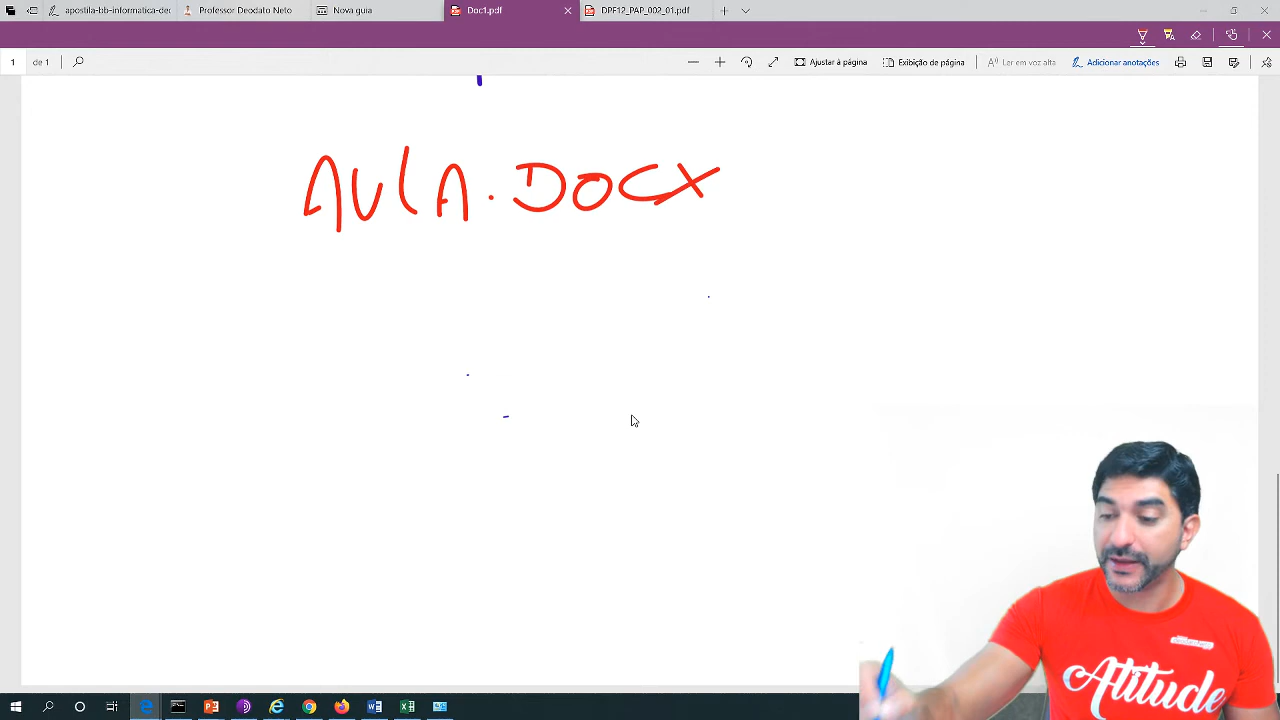 apostila-bb-informatica-dec
Professor Deodato Neto
Nova guia
Doc1.pdf
DPF12_PAP_002_01.pdf
1 de 1
Ajustar à página
Exibição de página
Ler em voz alta
Adicionar anotações
AULA.DOCX
Atitude